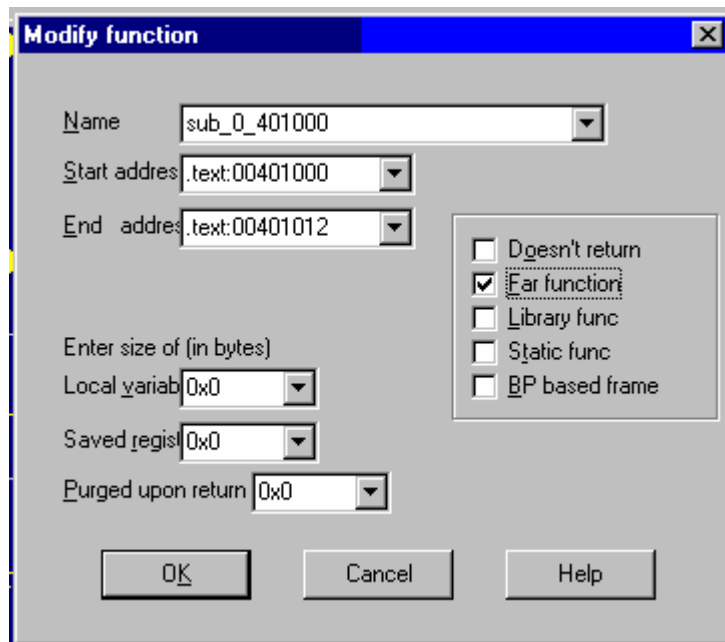 Modify function
Name sub_0_401000
Start addres .text:00401000
End addres .text:00401012
Doesn't return
Far function
Library func
Static func
BP based frame
Enter size of (in bytes)
Local variab 0x0
Saved regist 0x0
Purged upon return 0x0
OK Cancel Help